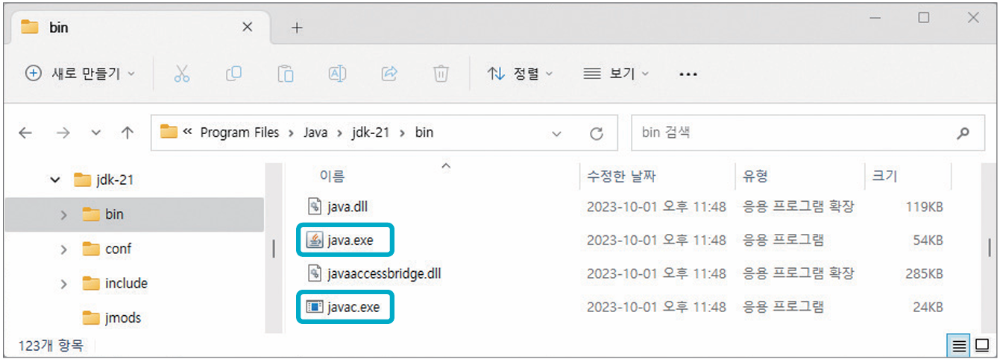 bin
새로 만들기
정렬
보기
« Program Files > Java > jdk-21 > bin
bin 검색
jdk-21
bin
conf
include
jmods
이름 수정한 날짜 유형 크기
java.dll 2023-10-01 오후 11:48 응용 프로그램 확장 119KB
java.exe 2023-10-01 오후 11:48 응용 프로그램 54KB
javaaccessbridge.dll 2023-10-01 오후 11:48 응용 프로그램 확장 285KB
javac.exe 2023-10-01 오후 11:48 응용 프로그램 24KB
123개 항목